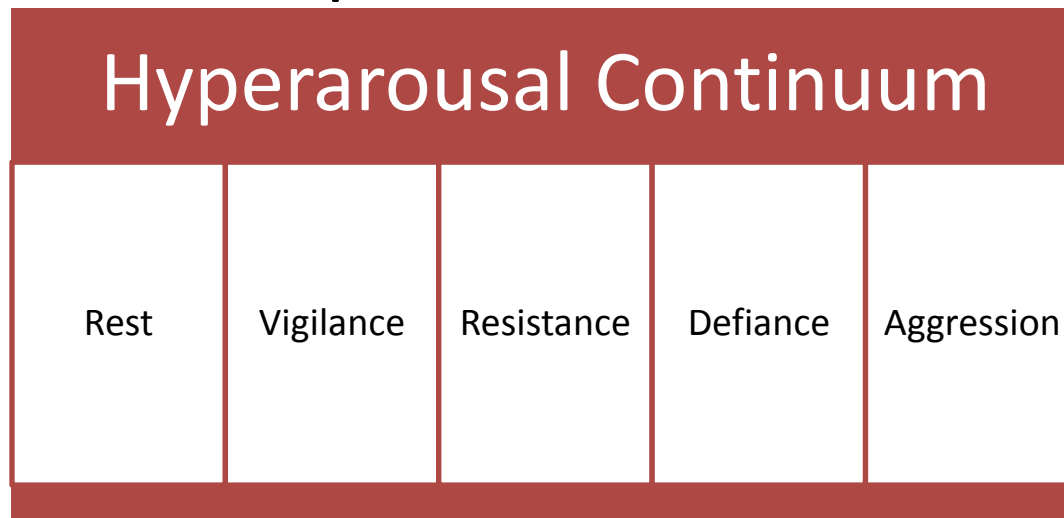 Hyperarousal Continuum
Rest
Vigilance
Resistance
Defiance
Aggression